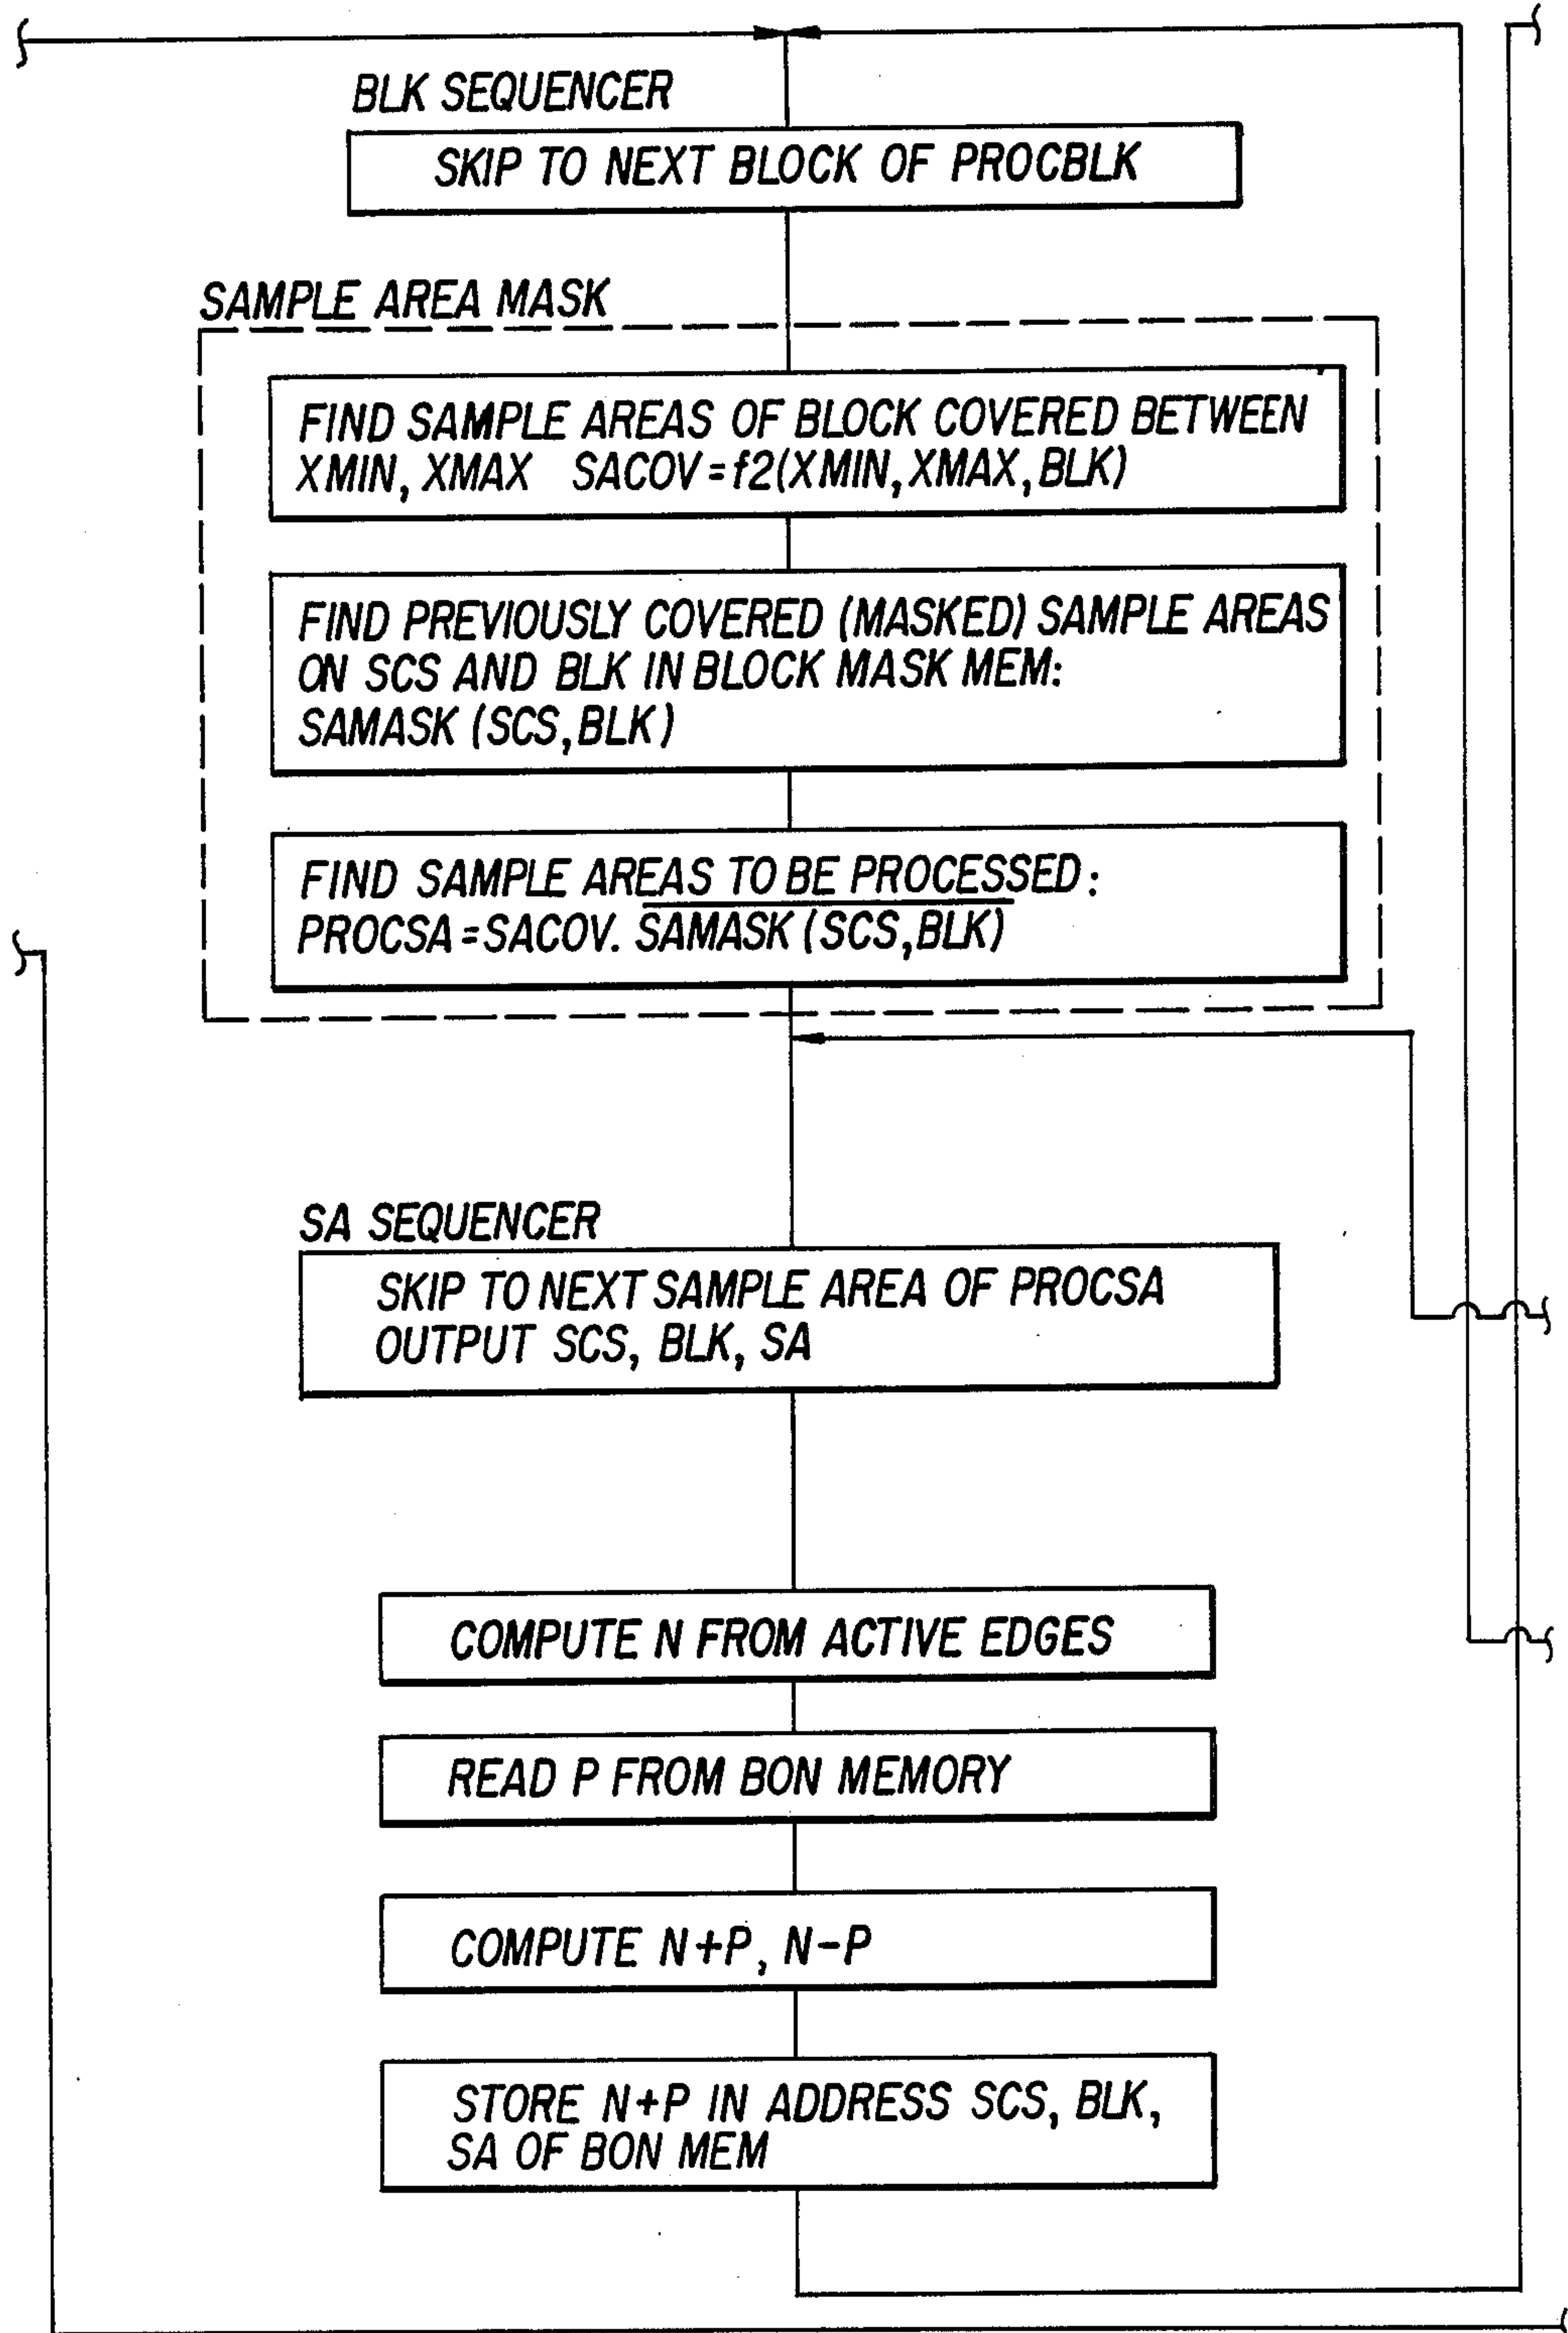 BLK SEQUENCER
SKIP TO NEXT BLOCK OF PROCBLK
SAMPLE AREA MASK
FIND SAMPLE AREAS OF BLOCK COVERED BETWEEN
XMIN, XMAX SACOV=f2(XMIN, XMAX, BLK)
FIND PREVIOUSLY COVERED (MASKED) SAMPLE AREAS
ON SCS AND BLK IN BLOCK MASK MEM:
SAMASK (SCS, BLK)
FIND SAMPLE AREAS TO BE PROCESSED:
PROCSA=SACOV. SAMASK (SCS, BLK)
SA SEQUENCER
SKIP TO NEXT SAMPLE AREA OF PROCSA
OUTPUT SCS, BLK, SA
COMPUTE N FROM ACTIVE EDGES
READ P FROM BON MEMORY
COMPUTE N+P, N-P
STORE N+P IN ADDRESS SCS, BLK,
SA OF BON MEM